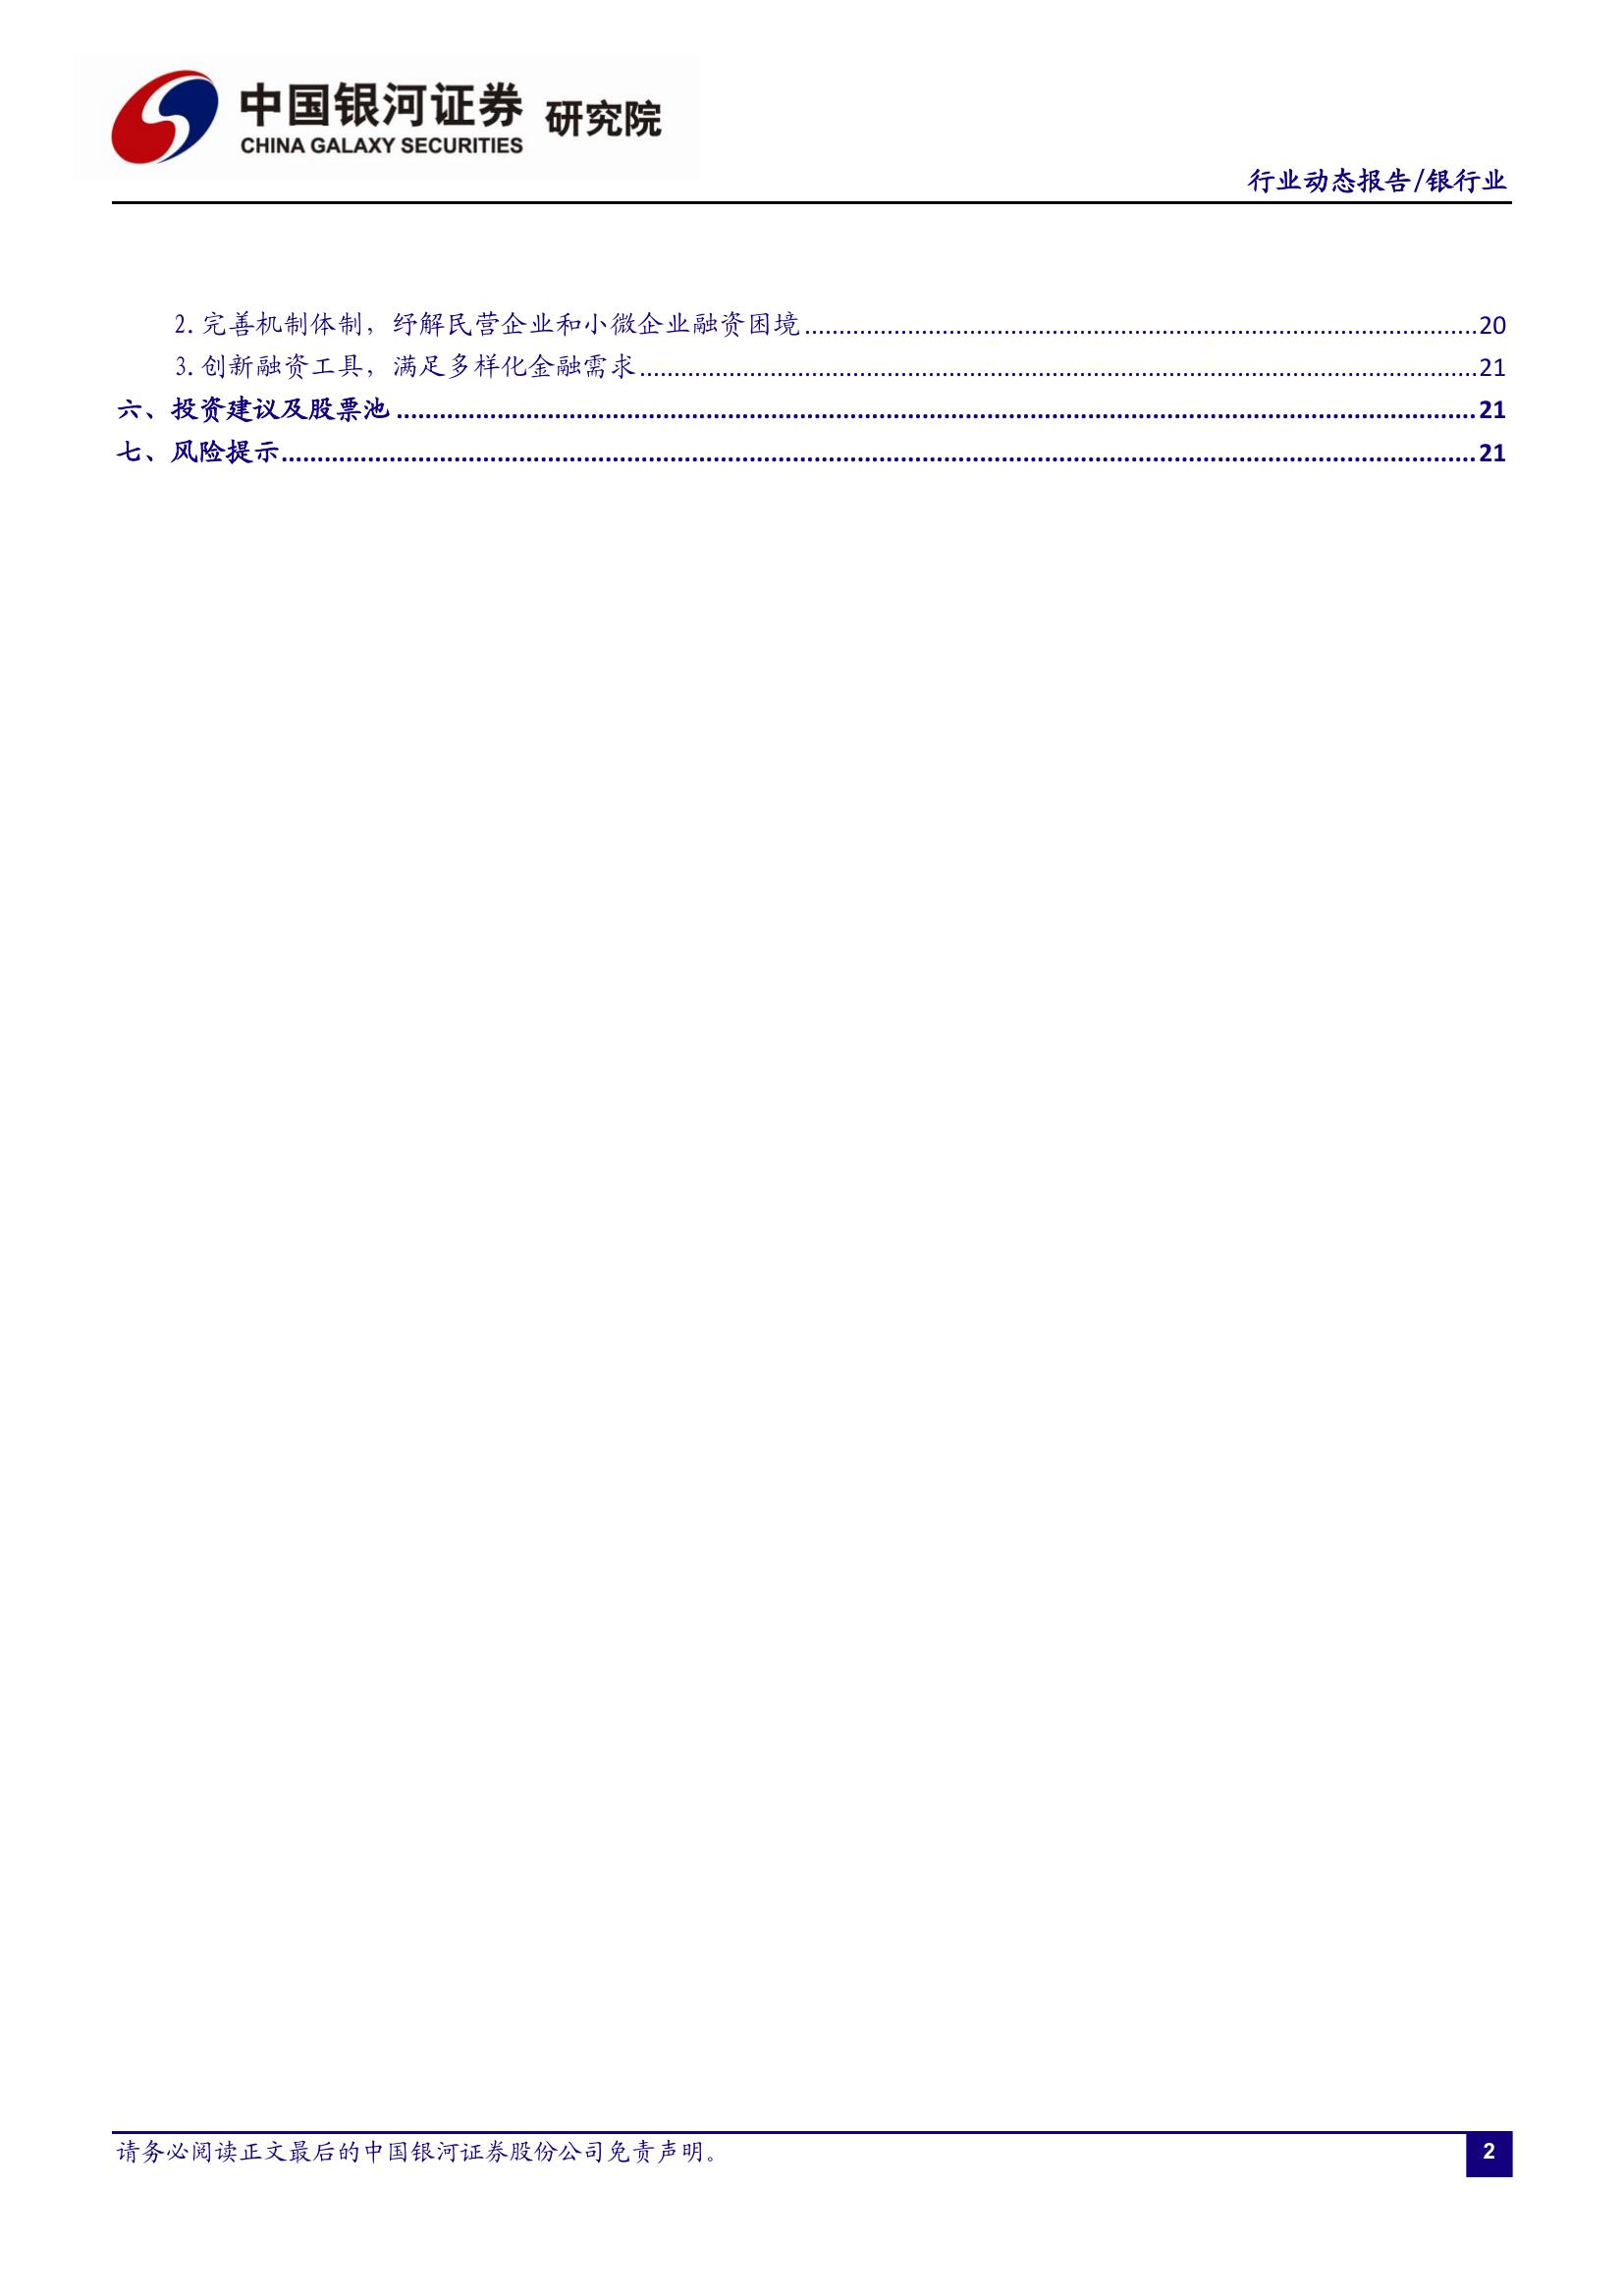 中国银河证券 研究院
CHINA GALAXY SECURITIES
行业动态报告/银行业
2. 完善机制体制，纾解民营企业和小微企业融资困境........................20
3. 创新融资工具，满足多样化金融需求........................21
六、投资建议及股票池........................21
七、风险提示........................21
请务必阅读正文最后的中国银河证券股份公司免责声明。
2